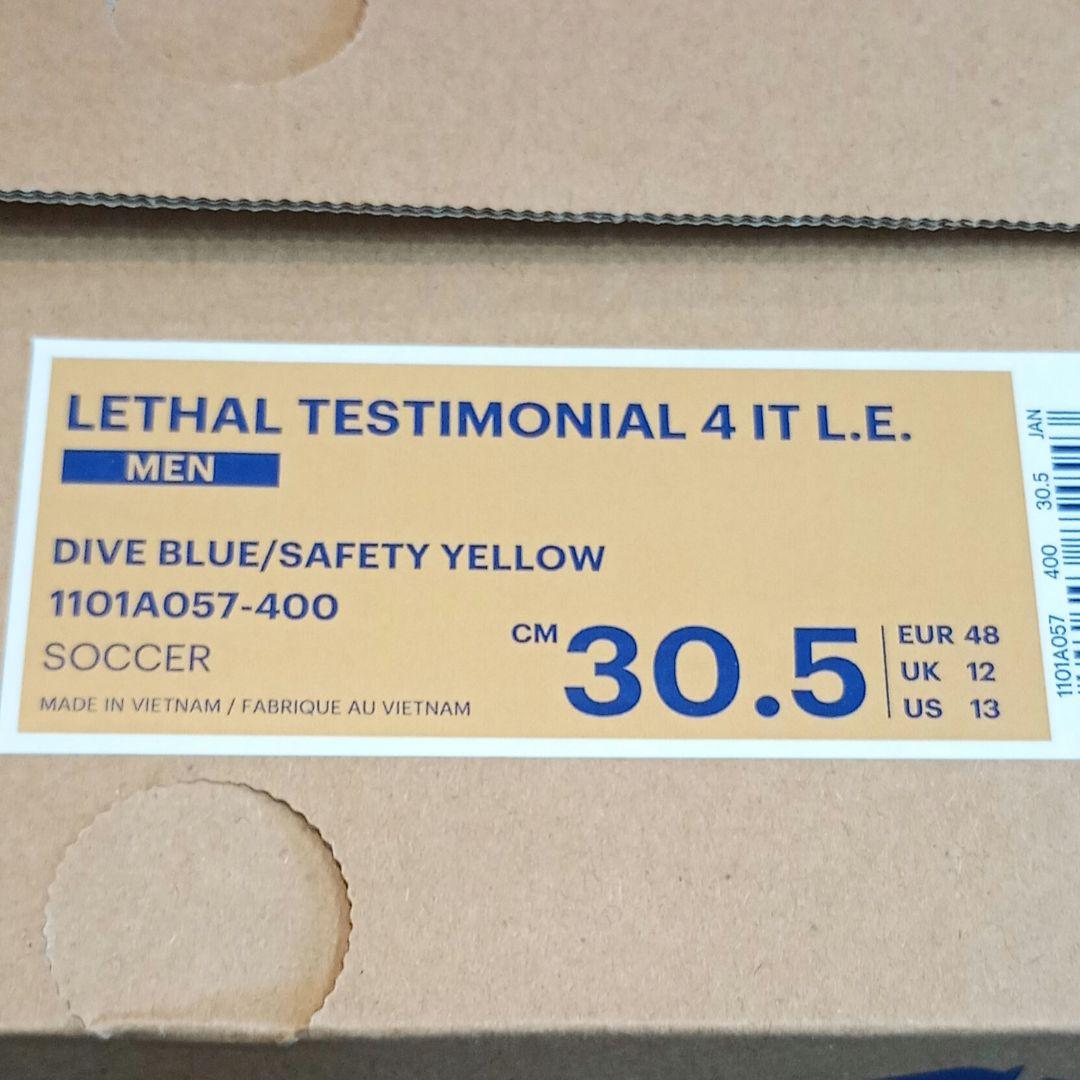 LETHAL TESTIMONIAL 4 IT L.E.
MEN
DIVE BLUE/SAFETY YELLOW
1101A057-400
SOCCER
MADE IN VIETNAM / FABRIQUE AU VIETNAM
CM 30.5
EUR 48
UK 12
US 13
1101A057 400 30.5 JAN